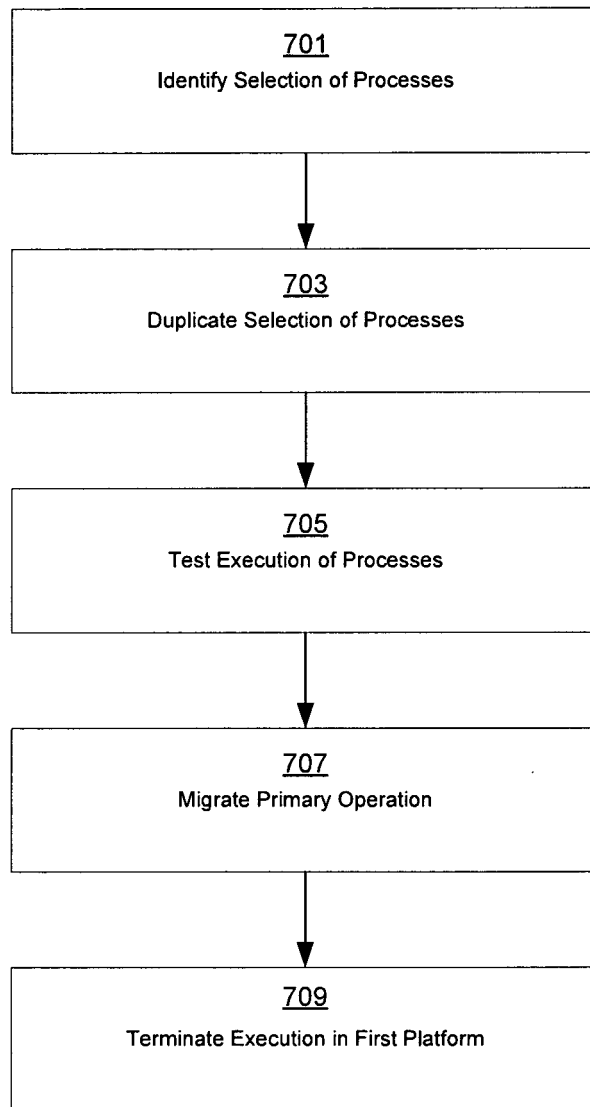 701
Identify Selection of Processes
703
Duplicate Selection of Processes
705
Test Execution of Processes
707
Migrate Primary Operation
709
Terminate Execution in First Platform